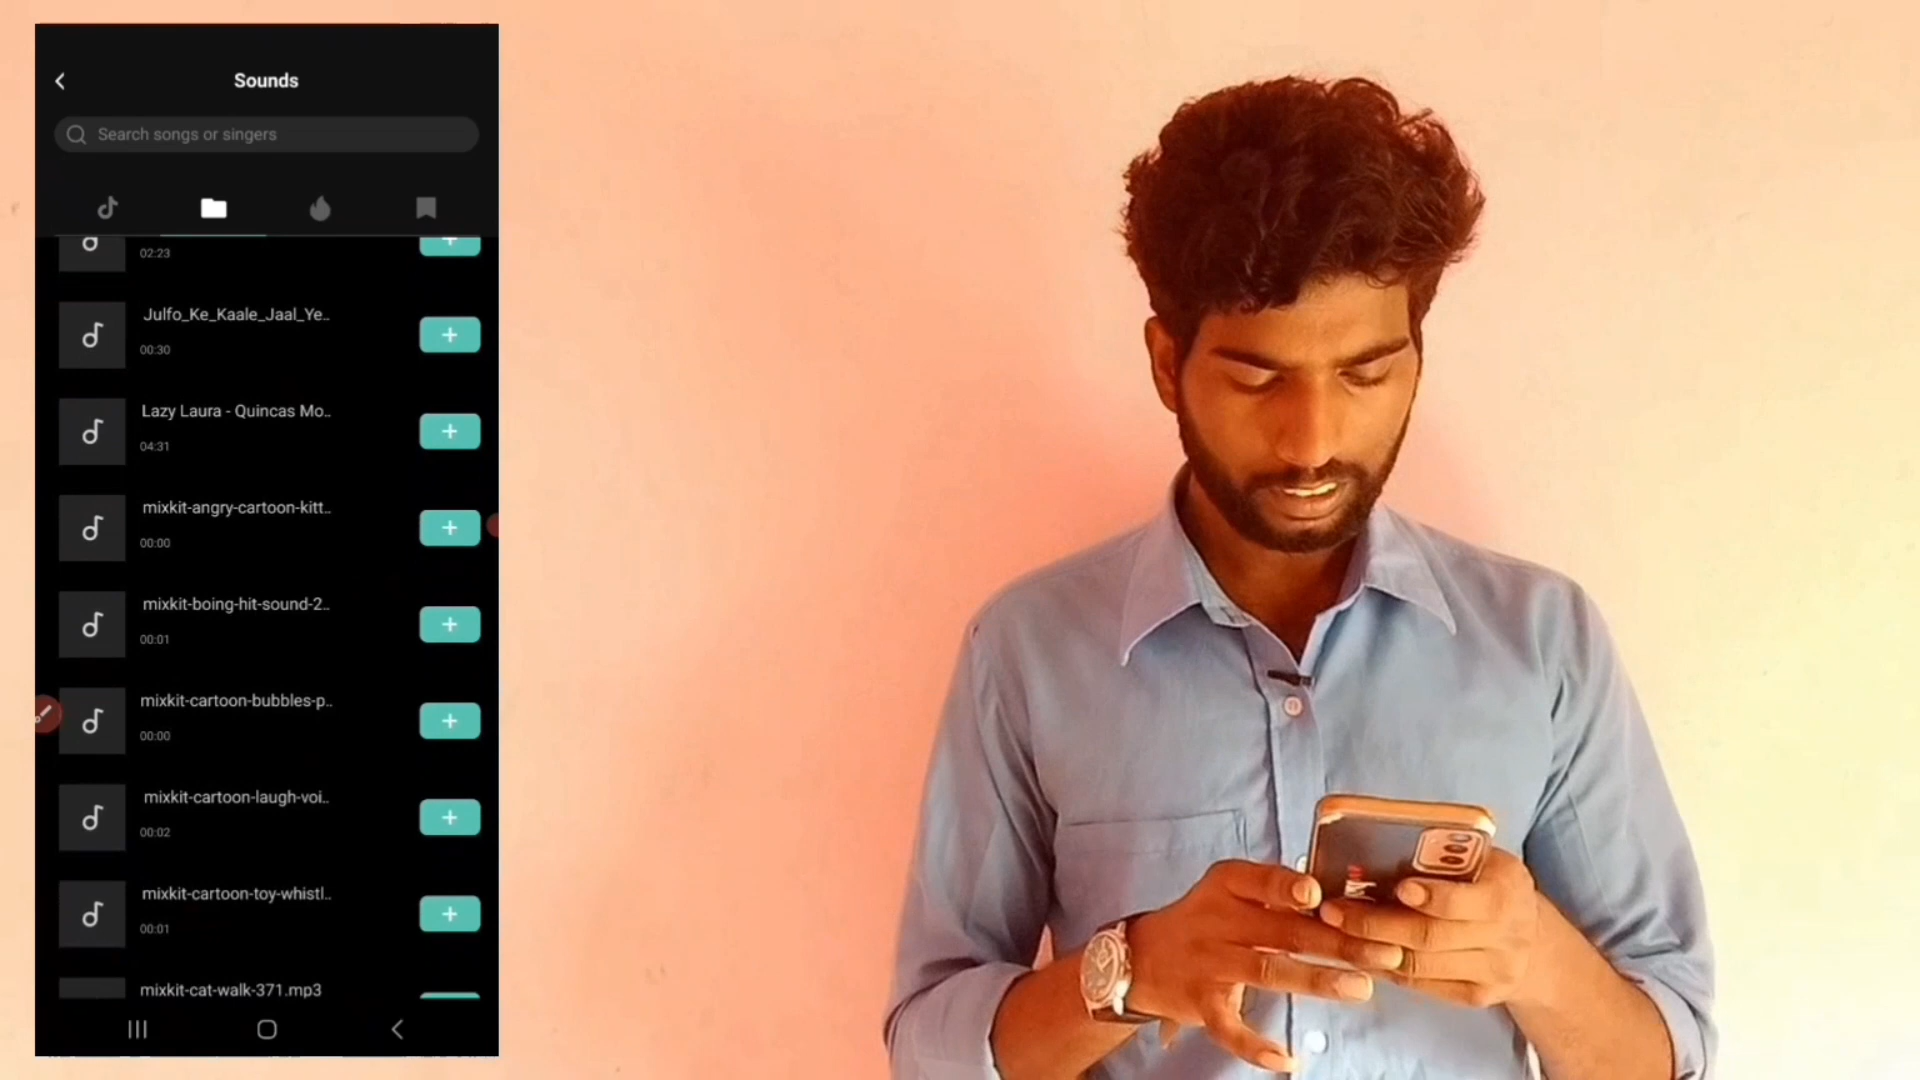 Sounds
Search songs or singers
02:23
Julfo_Ke_Kaale_Jaal_Ye..
00:30
Lazy Laura - Quincas Mo..
04:31
mixkit-angry-cartoon-kitt..
00:00
mixkit-boing-hit-sound-2..
00:01
mixkit-cartoon-bubbles-p..
00:00
mixkit-cartoon-laugh-voi..
00:02
mixkit-cartoon-toy-whistl..
00:01
mixkit-cat-walk-371.mp3